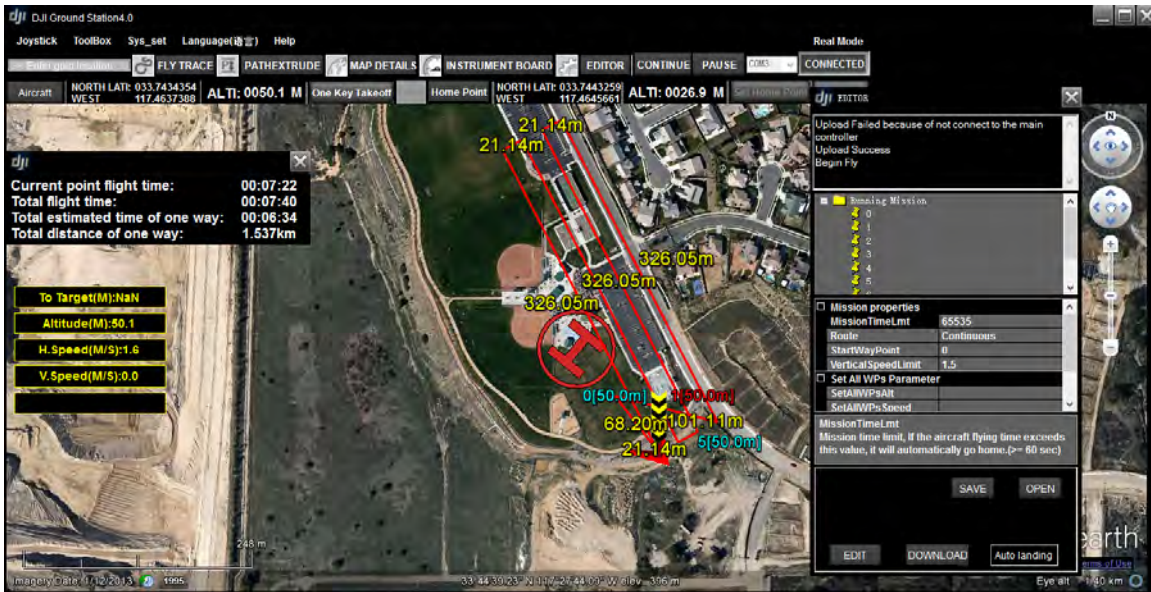 dji DJI Ground Station4.0
Joystick ToolBox Sys_set Language(语言) Help
Real Mode
FLY TRACE PATHEXTRUDE MAP DETAILS INSTRUMENT BOARD EDITOR CONTINUE PAUSE COM3 CONNECTED
Aircraft NORTH LATI: 033.7434354 ALTI: 0050.1 M One Key Takeoff Home Point NORTH LATI: 033.7443259 ALTI: 0026.9 M Set Home Point
WEST 117.4637388 WEST 117.4645661
dji EDITOR
Upload Failed because of not connect to the main
controller
Upload Success
Begin Fly
dji
Current point flight time: 00:07:22
Total flight time: 00:07:40
Total estimated time of one way: 00:06:34
Total distance of one way: 1.537km
N
21.14m
21.14m
Running Mission
0
1
2
3
4
5
326.05m
326.05m
326.05m
H
To Target(M):NaN
Altitude(M):50.1
H.Speed(M/S):1.6
V.Speed(M/S):0.0
Mission properties
MissionTimeLmt 65535
Route Continuous
StartWayPoint 0
VerticalSpeedLimit 1.5
Set All WPs Parameter
SetAllWPsAlt
SetAllWPsSpeed
0[50.0m] 1[50.0m]
68.20m 101.11m
21.14m 5[50.0m]
MissionTimeLmt
Mission time limit, If the aircraft flying time exceeds
this value, it will automatically go home.(>= 60 sec)
SAVE OPEN
EDIT DOWNLOAD Auto landing
earth
Terms of Use
248 m
Imagery Date: 1/12/2013 1995 33°44'39.23" N 117°27'44.09" W elev 396 m Eye alt 1.40 km